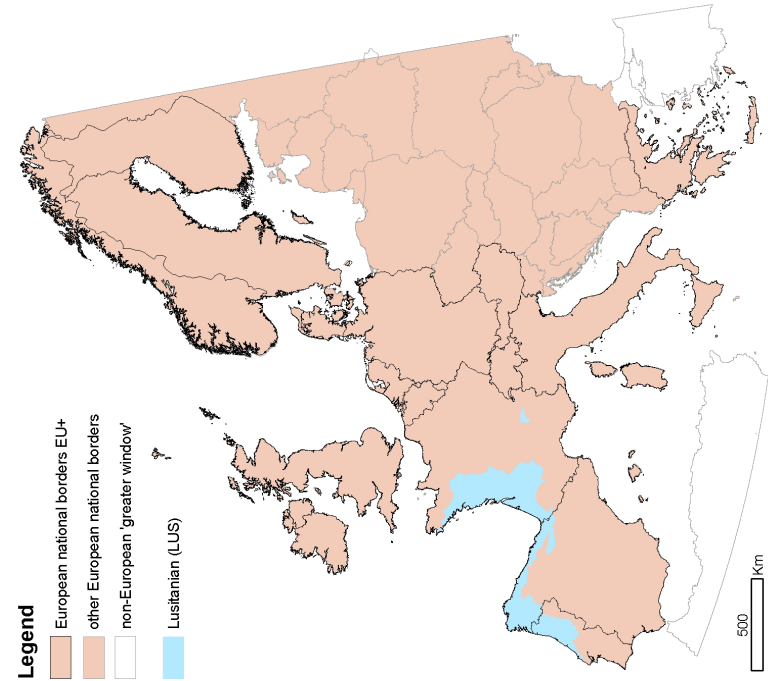 Legend
European national borders EU+
other European national borders
non-European 'greater window'
Lusitanian (LUS)
500
Km